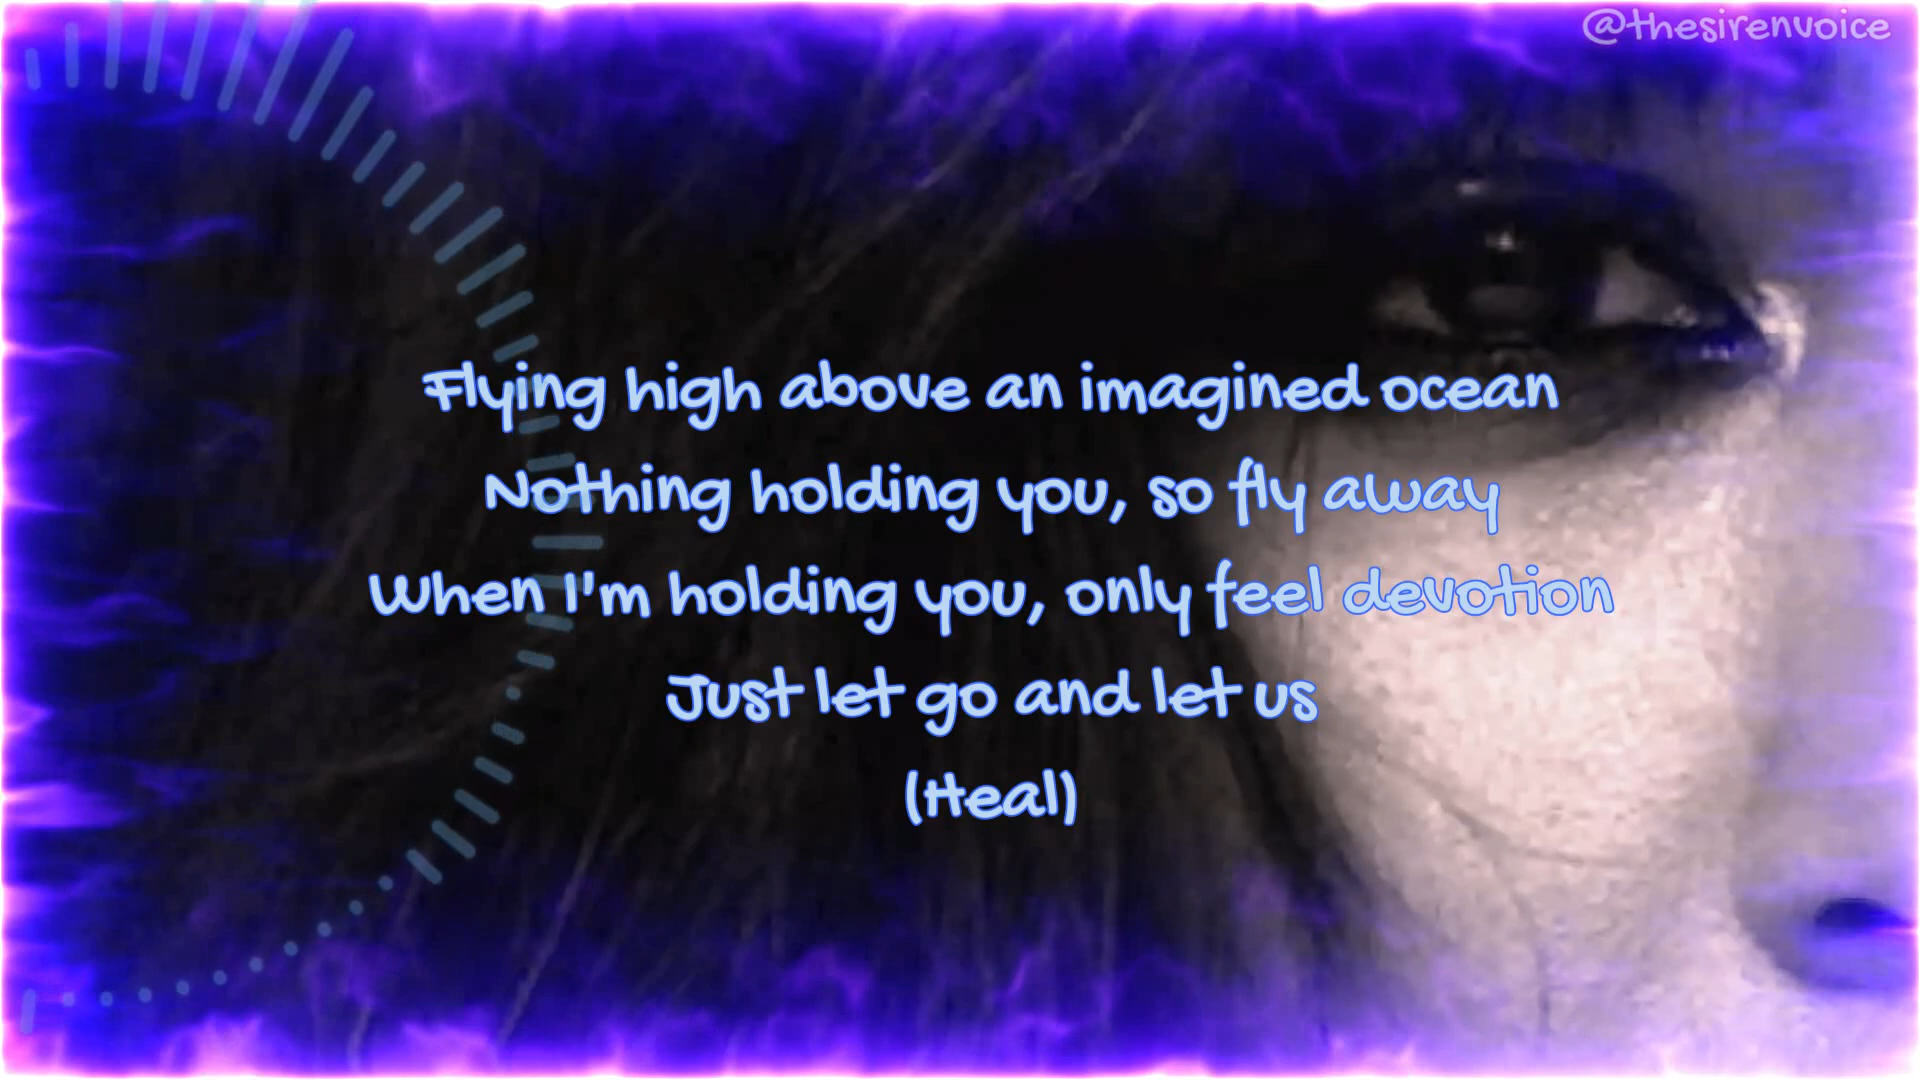 @thesirenvoice
Flying high above an imagined ocean
Nothing holding you, so fly away
When I'm holding you, only feel devotion
Just let go and let us
(Heal)